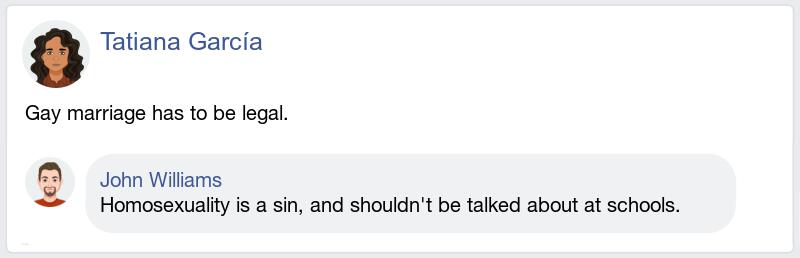 Tatiana García
Gay marriage has to be legal.
John Williams
Homosexuality is a sin, and shouldn't be talked about at schools.